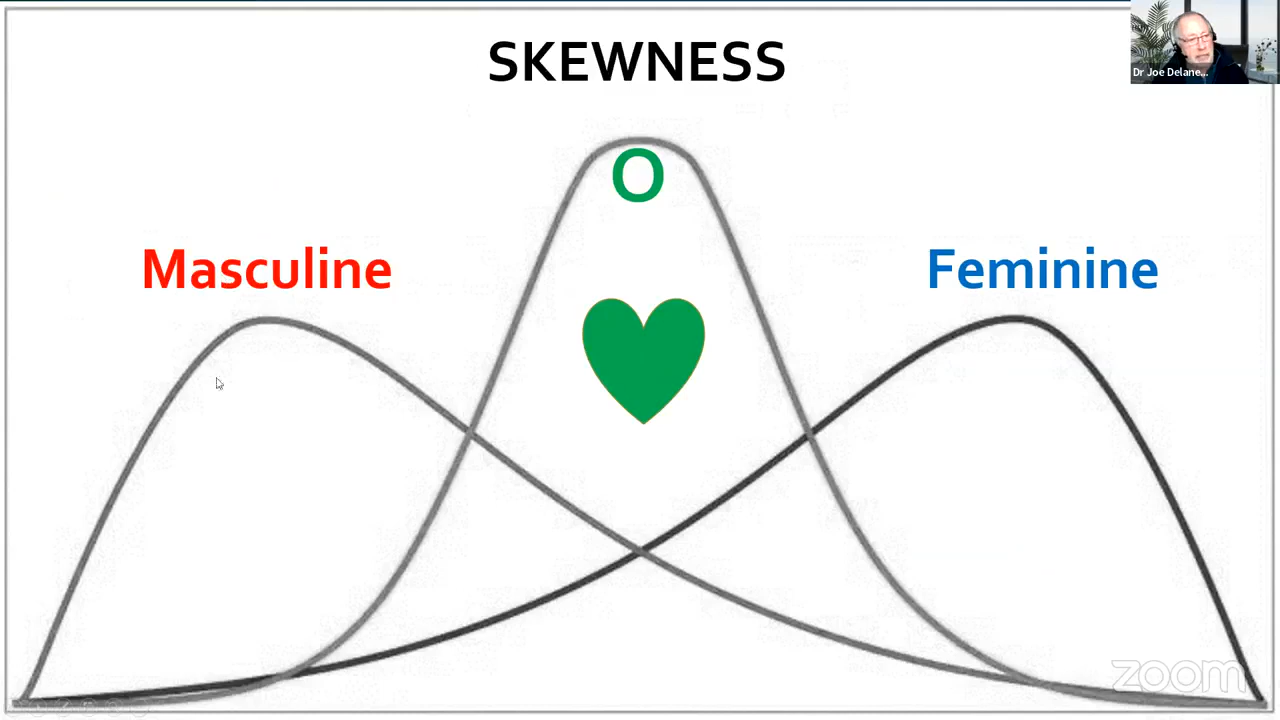 SKEWNESS
Dr Joe Delane...
O
Masculine
Feminine
zoom